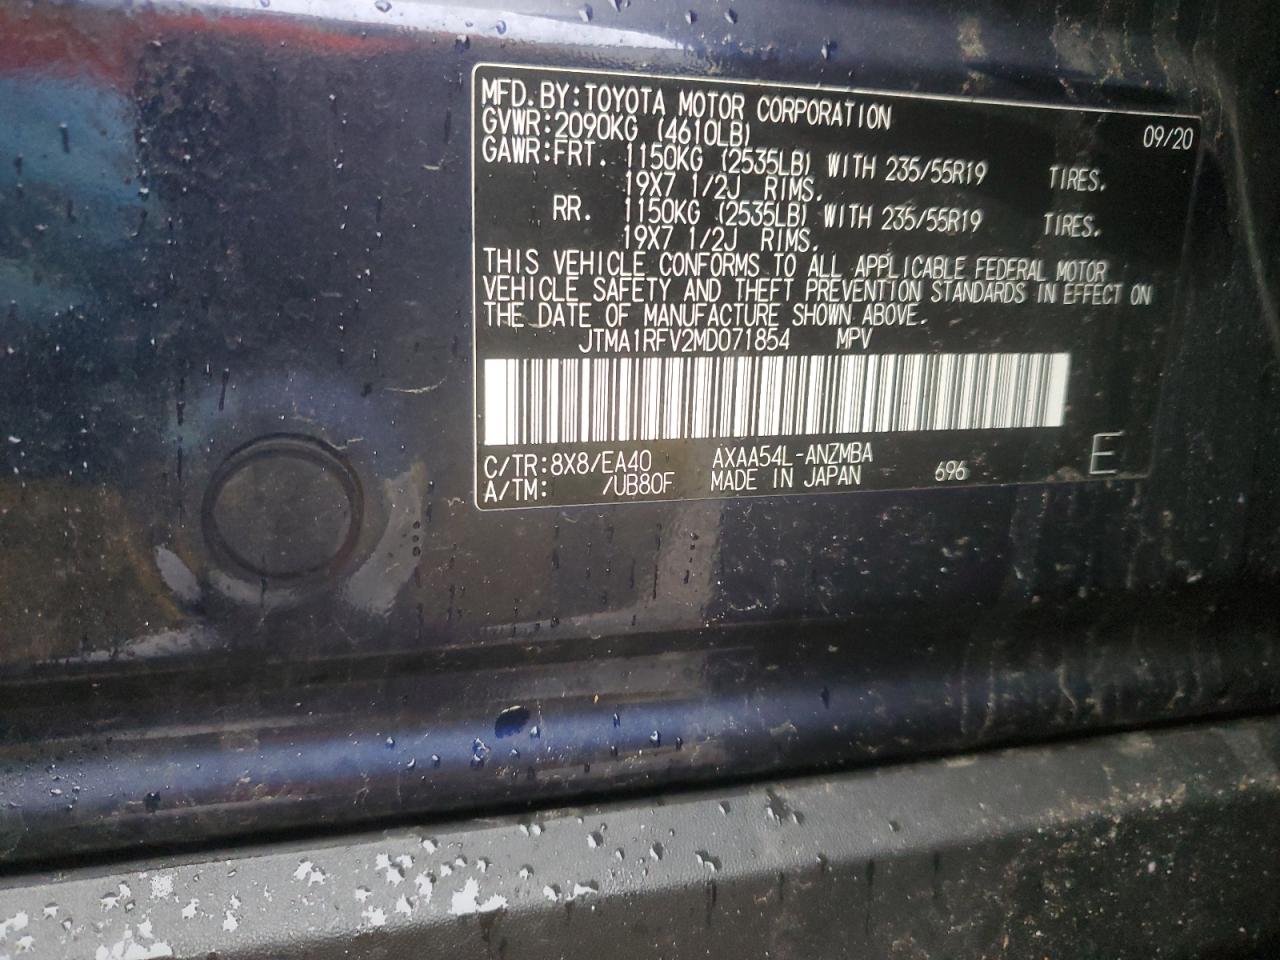 MFD.BY:TOYOTA MOTOR CORPORATION 09/20
GVWR:2090KG (4610LB)
GAWR:FRT. 1150KG (2535LB) WITH 235/55R19 TIRES.
19X7 1/2J RIMS.
RR. 1150KG (2535LB) WITH 235/55R19 TIRES.
19X7 1/2J RIMS.
THIS VEHICLE CONFORMS TO ALL APPLICABLE FEDERAL MOTOR
VEHICLE SAFETY AND THEFT PREVENTION STANDARDS IN EFFECT ON
THE DATE OF MANUFACTURE SHOWN ABOVE.
JTMA1RFV2MD071854 MPV
C/TR:8X8/EA40 AXAA54L-ANZMBA
A/TM: /UB80F MADE IN JAPAN 696 E